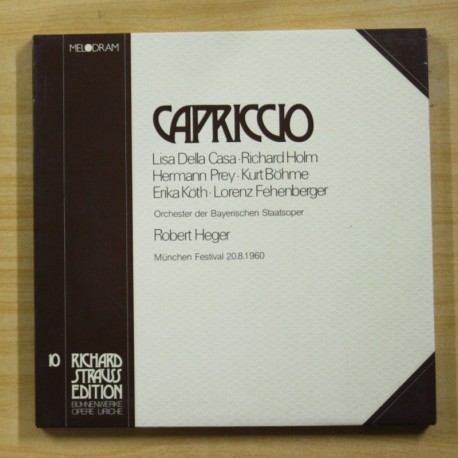 MELODRAM
CAPRICCIO
Lisa Della Casa · Richard Holm
Hermann Prey · Kurt Böhme
Erika Köth · Lorenz Fehenberger
Orchester der Bayerischen Staatsoper
Robert Heger
München Festival 20.8.1960
10 RICHARD
STRAUSS
EDITION
BÜHNENWERKE
OPERE LIRICHE